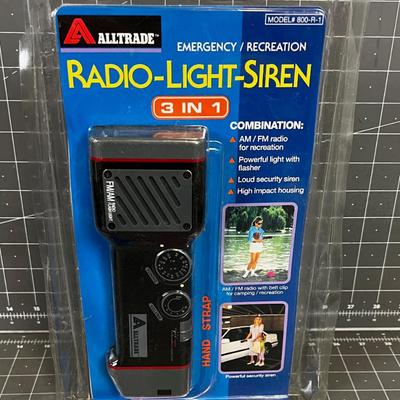 MODEL# 800-R-1
ALLTRADE™
EMERGENCY / RECREATION
RADIO-LIGHT-SIREN
3 IN 1
COMBINATION:
AM / FM radio
for recreation
Powerful light with
flasher
Loud security siren
High impact housing
FM/AM
AM / FM radio with belt clip
for camping / recreation
HAND STRAP
ALLTRADE
Powerful security siren